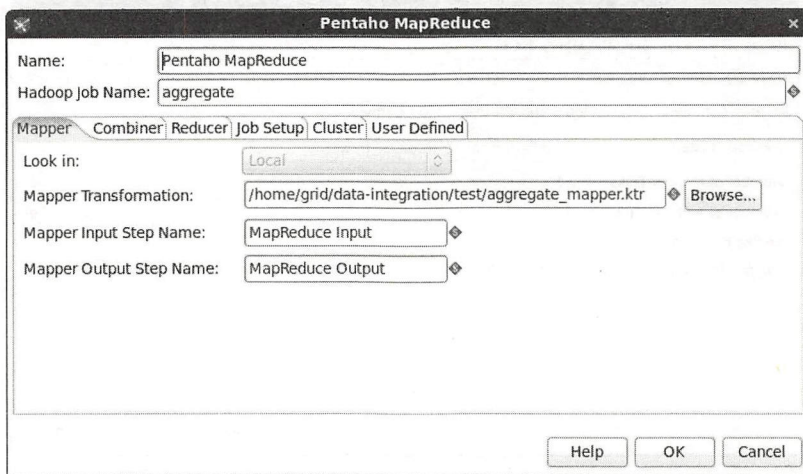 Pentaho MapReduce
Name: Pentaho MapReduce
Hadoop Job Name: aggregate
Mapper Combiner Reducer Job Setup Cluster User Defined
Look in: Local
Mapper Transformation: /home/grid/data-integration/test/aggregate_mapper.ktr Browse...
Mapper Input Step Name: MapReduce Input
Mapper Output Step Name: MapReduce Output
Help OK Cancel